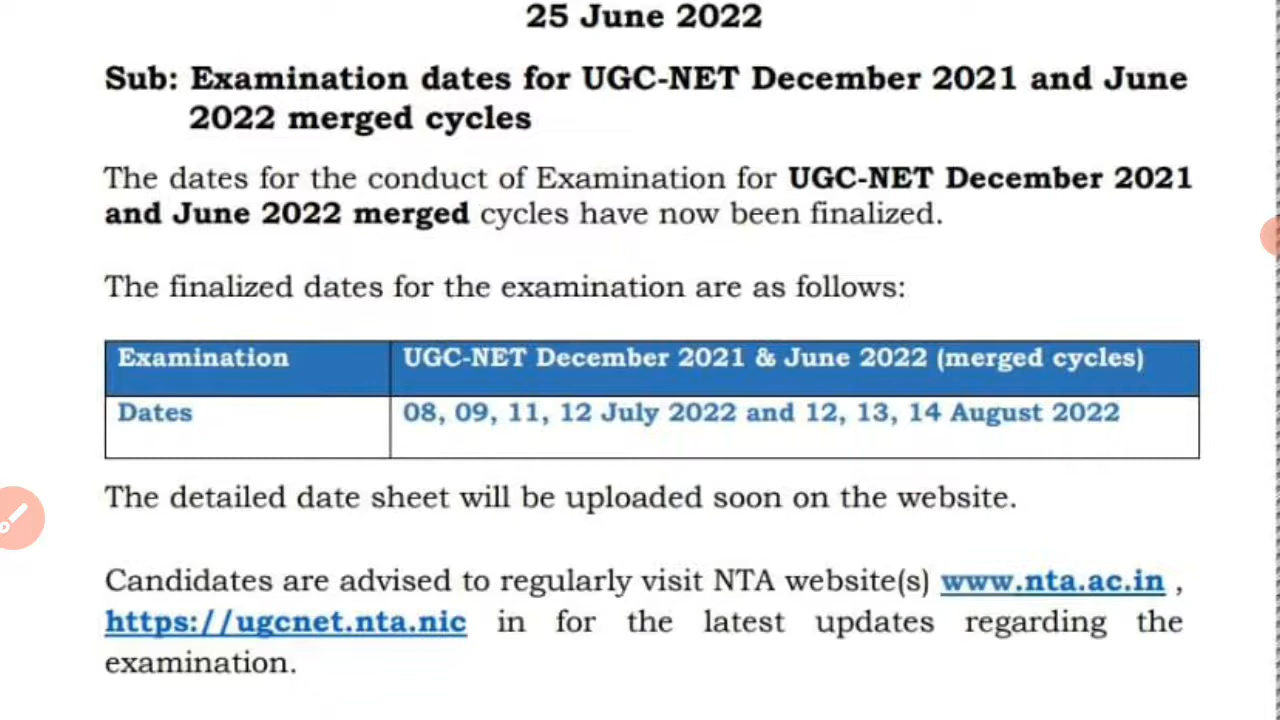 25 June 2022
Sub: Examination dates for UGC-NET December 2021 and June
2022 merged cycles
The dates for the conduct of Examination for UGC-NET December 2021
and June 2022 merged cycles have now been finalized.
The finalized dates for the examination are as follows:
Examination UGC-NET December 2021 & June 2022 (merged cycles)
Dates 08, 09, 11, 12 July 2022 and 12, 13, 14 August 2022
The detailed date sheet will be uploaded soon on the website.
Candidates are advised to regularly visit NTA website(s) www.nta.ac.in ,
https://ugcnet.nta.nic in for the latest updates regarding the
examination.